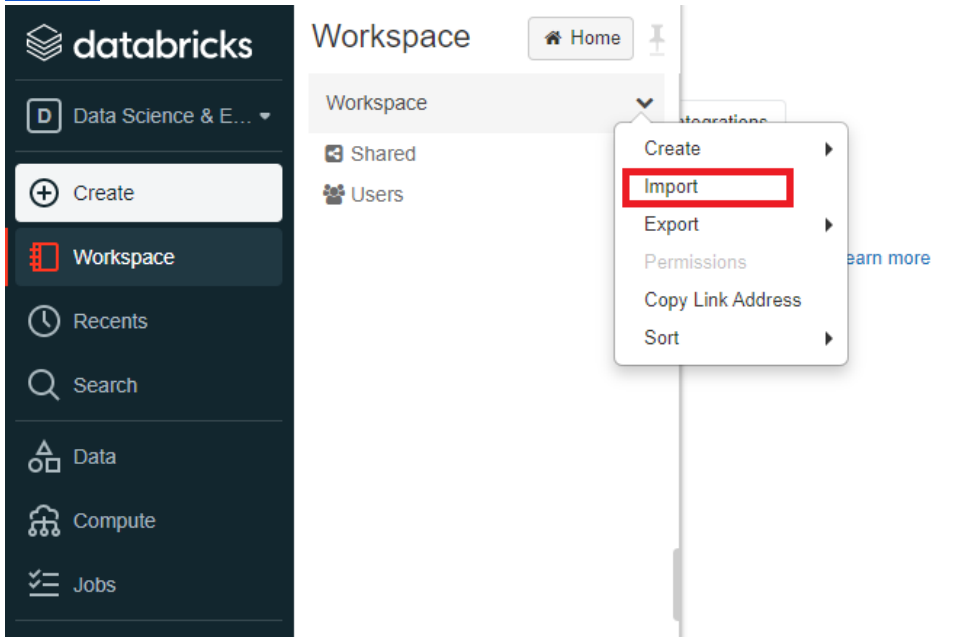 databricks
D Data Science & E...
Create
Workspace
Recents
Search
Data
Compute
Jobs
Workspace
Home
Workspace
Shared
Users
Create
Import
Export
Permissions
Copy Link Address
Sort
more